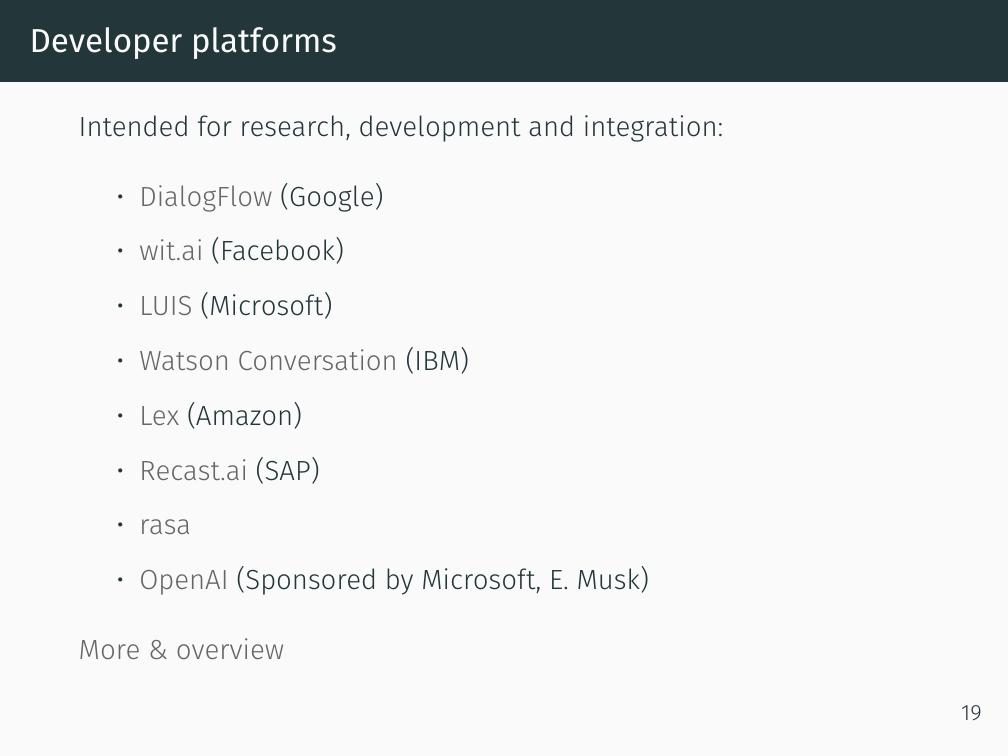 Developer platforms
Intended for research, development and integration:
• DialogFlow (Google)
• wit.ai (Facebook)
• LUIS (Microsoft)
• Watson Conversation (IBM)
• Lex (Amazon)
• Recast.ai (SAP)
• rasa
• OpenAI (Sponsored by Microsoft, E. Musk)
More & overview
19